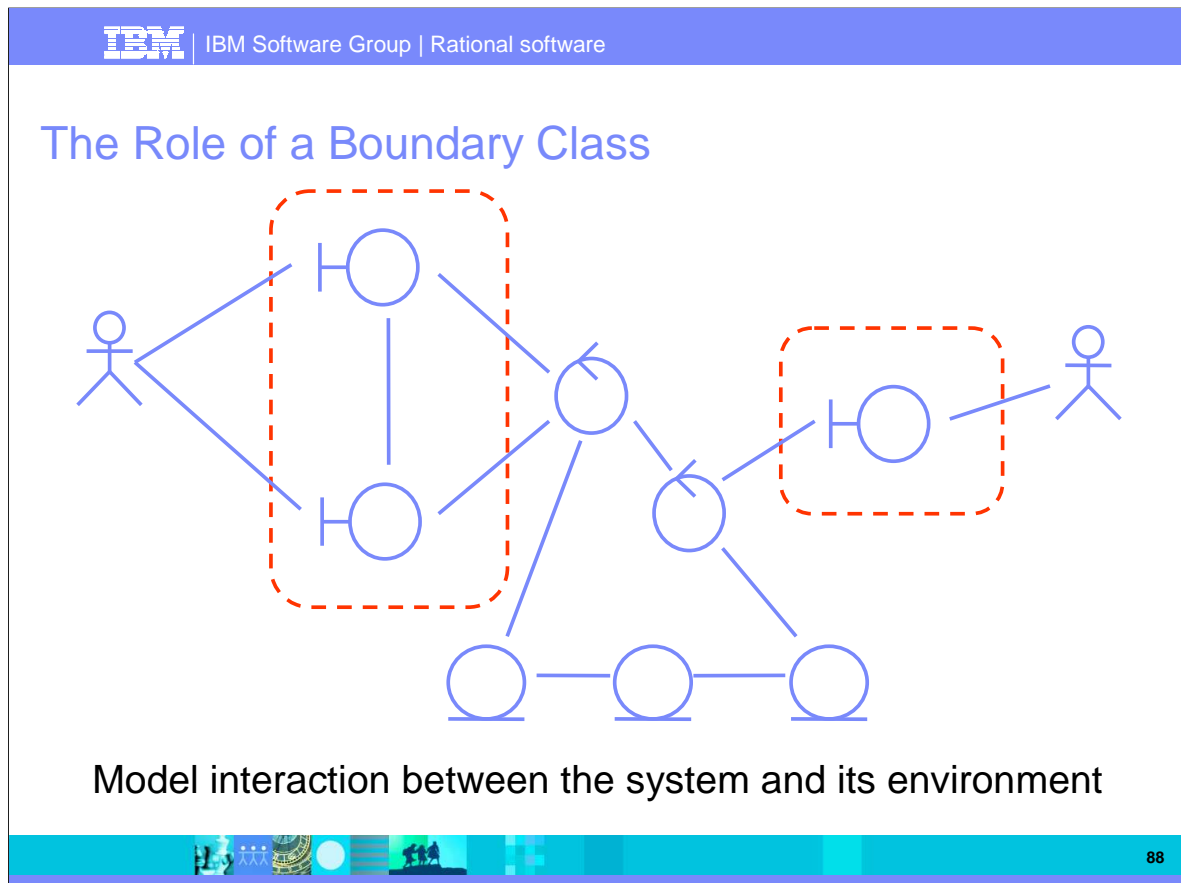 IBM | IBM Software Group | Rational software
The Role of a Boundary Class
Model interaction between the system and its environment
88